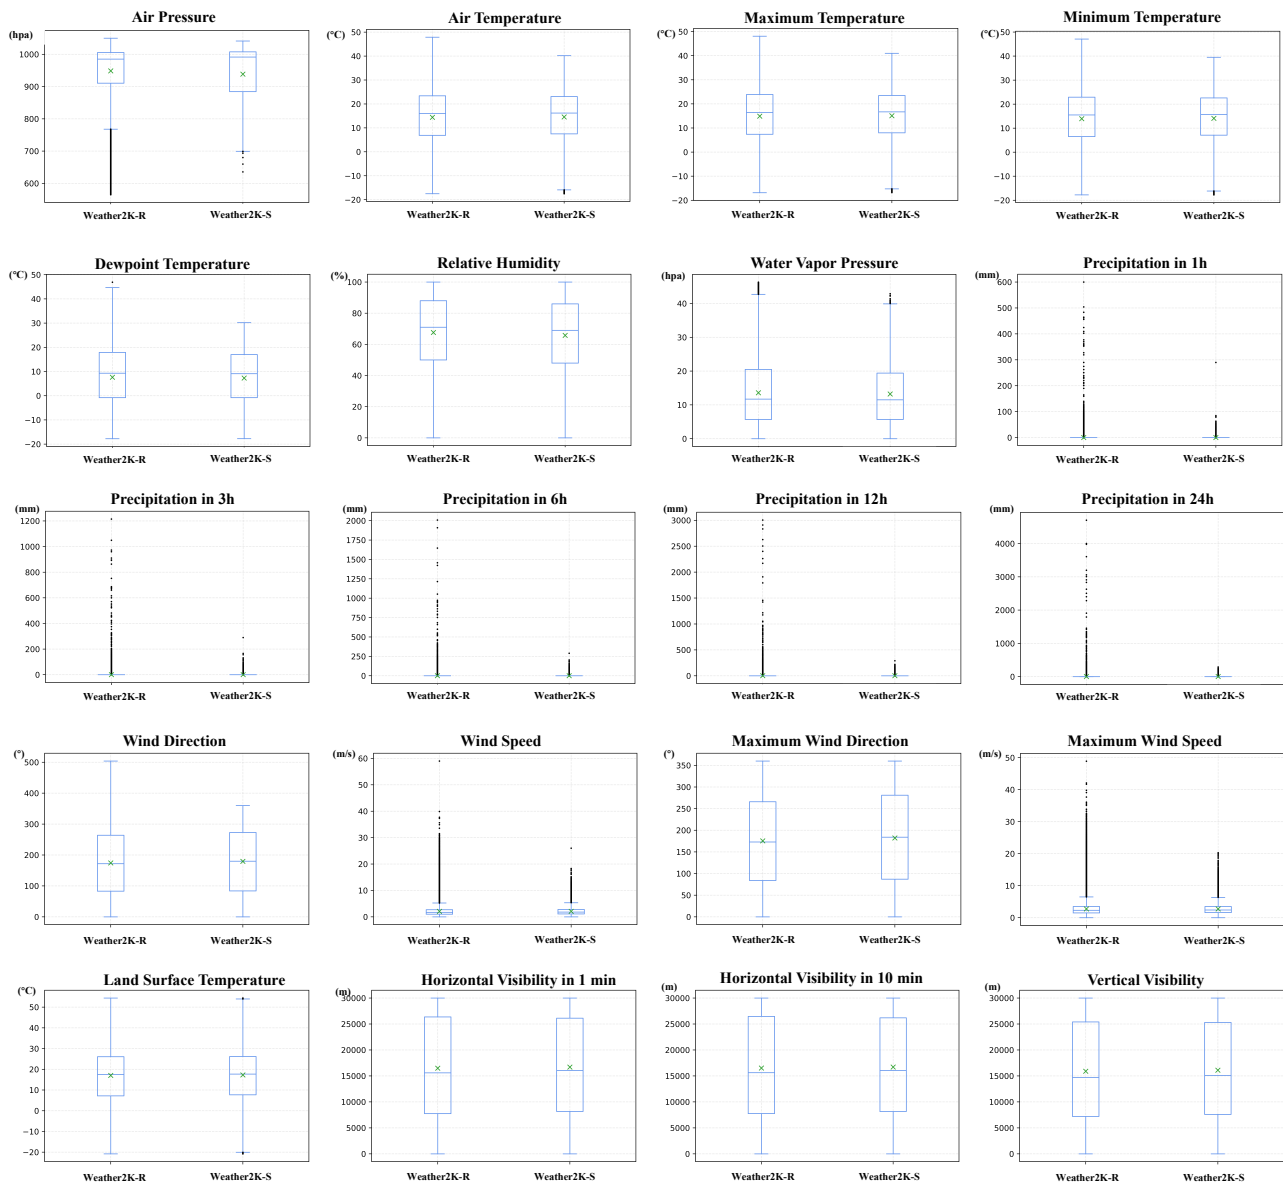 Air Pressure
(hpa)
1000
900
800
700
600
Weather2K-R Weather2K-S
Air Temperature
(°C)
50
40
30
20
10
0
−10
−20
Weather2K-R Weather2K-S
Maximum Temperature
(°C)
50
40
30
20
10
0
−10
−20
Weather2K-R Weather2K-S
Minimum Temperature
(°C)
50
40
30
20
10
0
−10
−20
Weather2K-R Weather2K-S
Dewpoint Temperature
(°C)
50
40
30
20
10
0
−10
−20
Weather2K-R Weather2K-S
Relative Humidity
(%)
100
80
60
40
20
0
Weather2K-R Weather2K-S
Water Vapor Pressure
(hpa)
40
30
20
10
0
Weather2K-R Weather2K-S
Precipitation in 1h
(mm)
600
500
400
300
200
100
0
Weather2K-R Weather2K-S
Precipitation in 3h
(mm)
1200
1000
800
600
400
200
0
Weather2K-R Weather2K-S
Precipitation in 6h
(mm)
2000
1750
1500
1250
1000
750
500
250
0
Weather2K-R Weather2K-S
Precipitation in 12h
(mm)
3000
2500
2000
1500
1000
500
0
Weather2K-R Weather2K-S
Precipitation in 24h
(mm)
4000
3000
2000
1000
0
Weather2K-R Weather2K-S
Wind Direction
(°)
500
400
300
200
100
0
Weather2K-R Weather2K-S
Wind Speed
(m/s)
60
50
40
30
20
10
0
Weather2K-R Weather2K-S
Maximum Wind Direction
(°)
350
300
250
200
150
100
50
0
Weather2K-R Weather2K-S
Maximum Wind Speed
(m/s)
50
40
30
20
10
0
Weather2K-R Weather2K-S
Land Surface Temperature
(°C)
50
40
30
20
10
0
−10
−20
Weather2K-R Weather2K-S
Horizontal Visibility in 1 min
(m)
30000
25000
20000
15000
10000
5000
0
Weather2K-R Weather2K-S
Horizontal Visibility in 10 min
(m)
30000
25000
20000
15000
10000
5000
0
Weather2K-R Weather2K-S
Vertical Visibility
(m)
30000
25000
20000
15000
10000
5000
0
Weather2K-R Weather2K-S